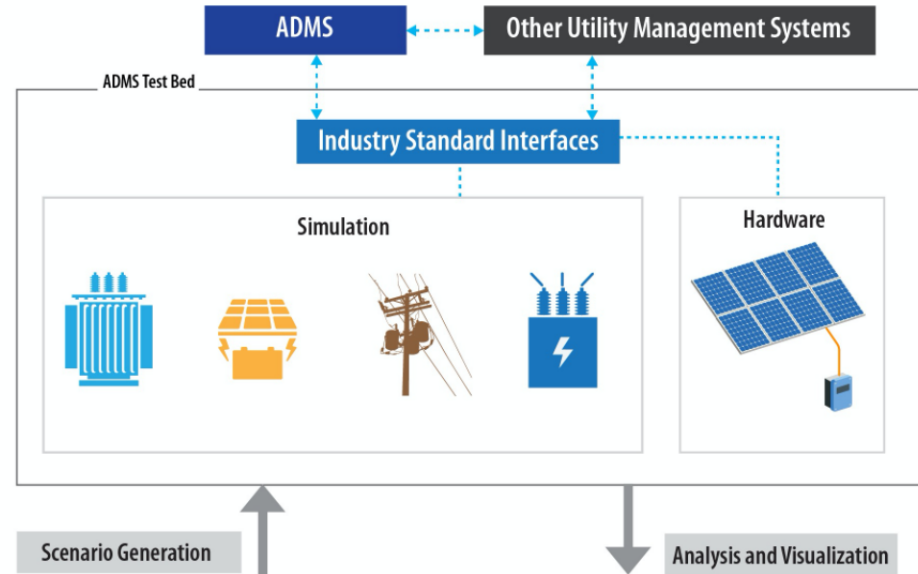 ADMS
Other Utility Management Systems
ADMS Test Bed
Industry Standard Interfaces
Simulation
Hardware
Scenario Generation
Analysis and Visualization